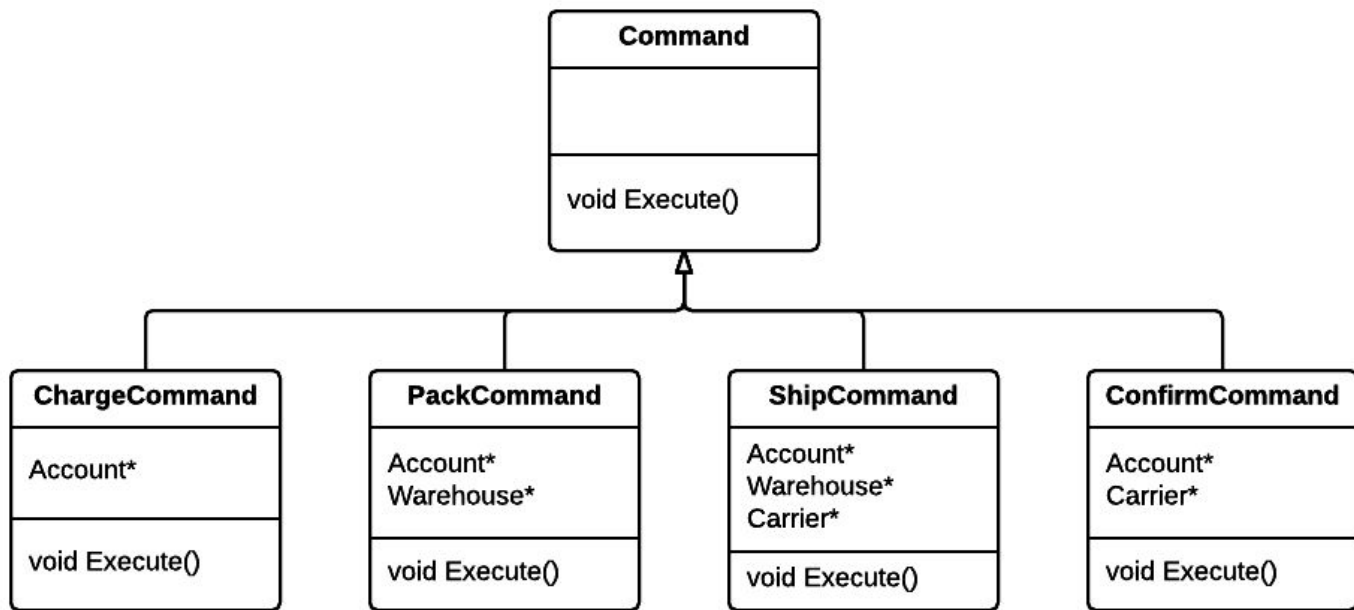 Command
void Execute()
ChargeCommand
Account*
void Execute()
PackCommand
Account*
Warehouse*
void Execute()
ShipCommand
Account*
Warehouse*
Carrier*
void Execute()
ConfirmCommand
Account*
Carrier*
void Execute()